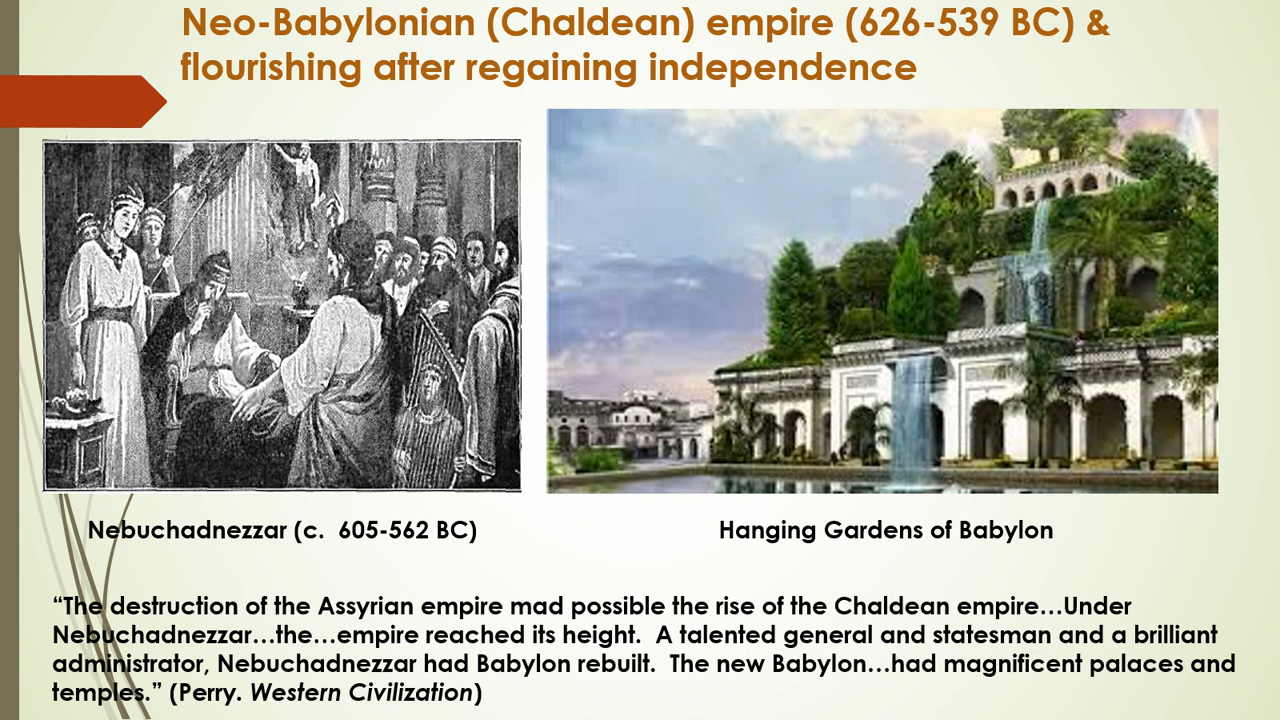 Neo-Babylonian (Chaldean) empire (626-539 BC) &
flourishing after regaining independence
Nebuchadnezzar (c.  605-562 BC)
Hanging Gardens of Babylon
“The destruction of the Assyrian empire mad possible the rise of the Chaldean empire…Under
Nebuchadnezzar…the…empire reached its height.  A talented general and statesman and a brilliant
administrator, Nebuchadnezzar had Babylon rebuilt.  The new Babylon…had magnificent palaces and
temples.” (Perry. Western Civilization)